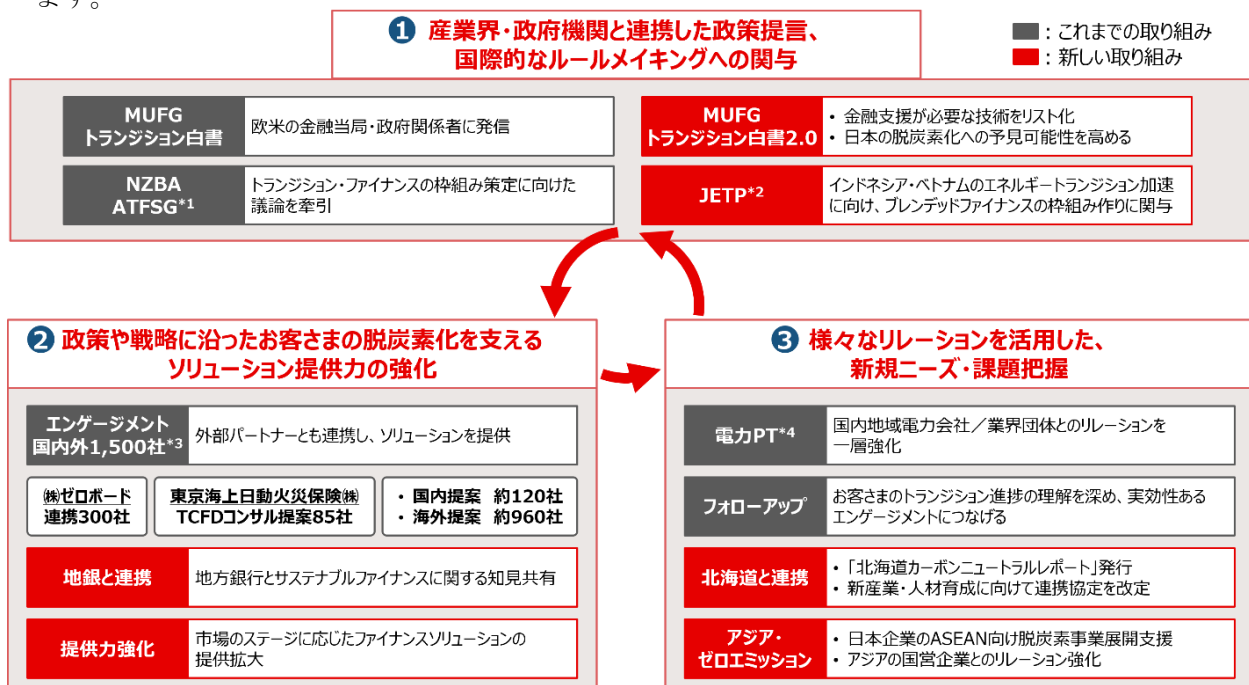 ます。
❶ 産業界・政府機関と連携した政策提言、
国際的なルールメイキングへの関与
■：これまでの取り組み
■：新しい取り組み
MUFG
トランジション白書
欧米の金融当局・政府関係者に発信
MUFG
トランジション白書2.0
• 金融支援が必要な技術をリスト化
• 日本の脱炭素化への予見可能性を高める
NZBA
ATFSG*1
トランジション・ファイナンスの枠組み策定に向けた
議論を牽引
JETP*2
インドネシア・ベトナムのエネルギートランジション加速
に向け、ブレンデッドファイナンスの枠組み作りに関与
❷ 政策や戦略に沿ったお客さまの脱炭素化を支える
ソリューション提供力の強化
エンゲージメント
国内外1,500社*3
外部パートナーとも連携し、ソリューションを提供
㈱ゼロボード
連携300社
東京海上日動火災保険㈱
TCFDコンサル提案85社
• 国内提案 約120社
• 海外提案 約960社
地銀と連携
地方銀行とサステナブルファイナンスに関する知見共有
提供力強化
市場のステージに応じたファイナンスソリューションの
提供拡大
❸ 様々なリレーションを活用した、
新規ニーズ・課題把握
電力PT*4
国内地域電力会社／業界団体とのリレーションを
一層強化
フォローアップ
お客さまのトランジション進捗の理解を深め、実効性ある
エンゲージメントにつなげる
北海道と連携
• 「北海道カーボンニュートラルレポート」発行
• 新産業・人材育成に向けて連携協定を改定
アジア・
ゼロエミッション
• 日本企業のASEAN向け脱炭素事業展開支援
• アジアの国営企業とのリレーション強化